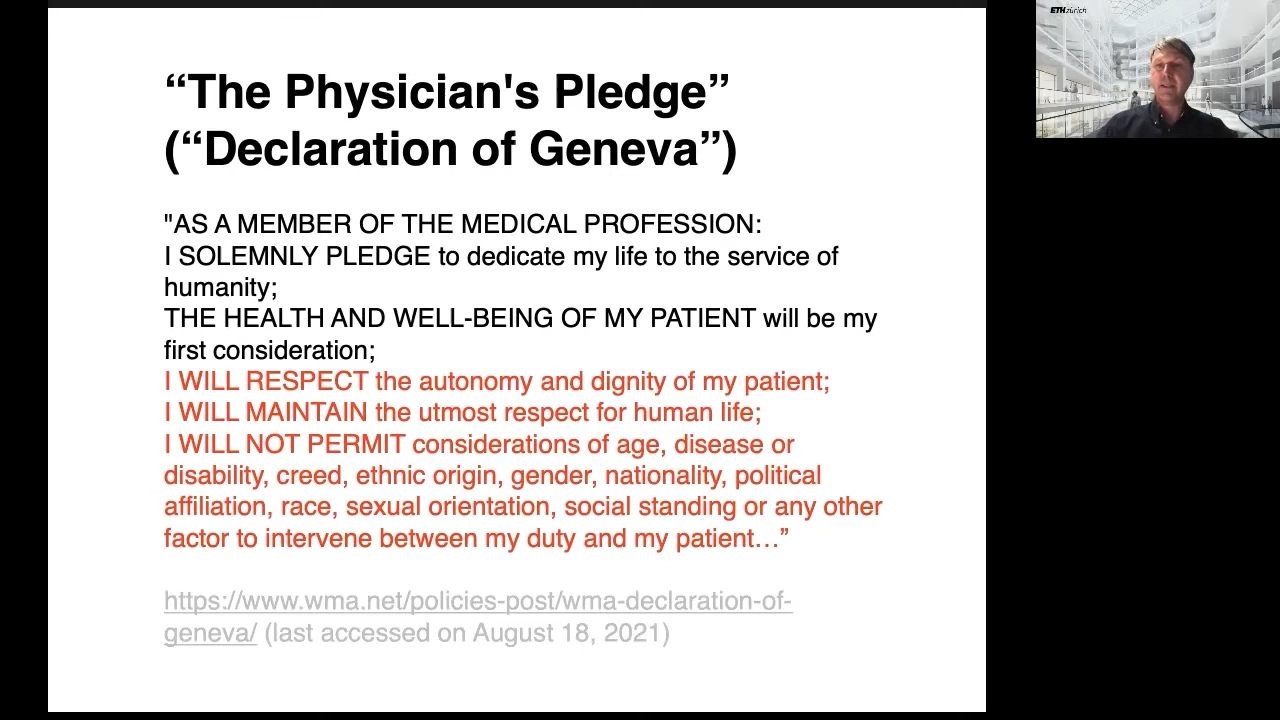 “The Physician's Pledge”
(“Declaration of Geneva”)
"AS A MEMBER OF THE MEDICAL PROFESSION:
I SOLEMNLY PLEDGE to dedicate my life to the service of
humanity;
THE HEALTH AND WELL-BEING OF MY PATIENT will be my
first consideration;
I WILL RESPECT the autonomy and dignity of my patient;
I WILL MAINTAIN the utmost respect for human life;
I WILL NOT PERMIT considerations of age, disease or
disability, creed, ethnic origin, gender, nationality, political
affiliation, race, sexual orientation, social standing or any other
factor to intervene between my duty and my patient…”
https://www.wma.net/policies-post/wma-declaration-of-
geneva/ (last accessed on August 18, 2021)
ETH zürich